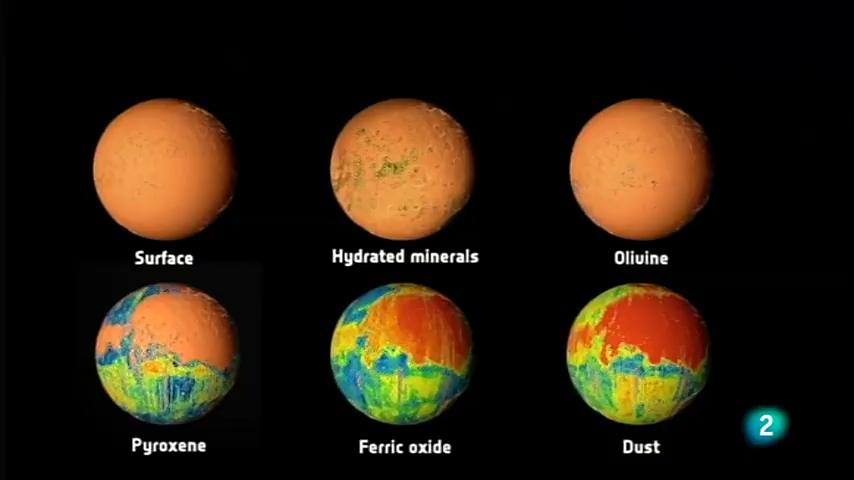 Surface
Hydrated minerals
Olivine
Pyroxene
Ferric oxide
Dust
2